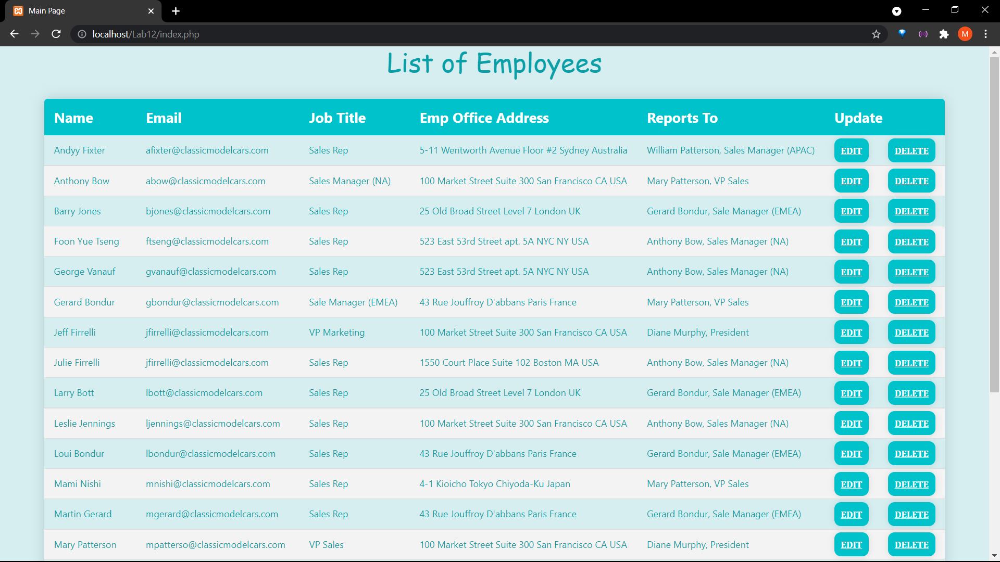 Main Page
localhost/Lab12/index.php
M
List of Employees
Name Email Job Title Emp Office Address Reports To Update
Andyy Fixter afixter@classicmodelcars.com Sales Rep 5-11 Wentworth Avenue Floor #2 Sydney Australia William Patterson, Sales Manager (APAC) EDIT DELETE
Anthony Bow abow@classicmodelcars.com Sales Manager (NA) 100 Market Street Suite 300 San Francisco CA USA Mary Patterson, VP Sales EDIT DELETE
Barry Jones bjones@classicmodelcars.com Sales Rep 25 Old Broad Street Level 7 London UK Gerard Bondur, Sale Manager (EMEA) EDIT DELETE
Foon Yue Tseng ftseng@classicmodelcars.com Sales Rep 523 East 53rd Street apt. 5A NYC NY USA Anthony Bow, Sales Manager (NA) EDIT DELETE
George Vanauf gvanauf@classicmodelcars.com Sales Rep 523 East 53rd Street apt. 5A NYC NY USA Anthony Bow, Sales Manager (NA) EDIT DELETE
Gerard Bondur gbondur@classicmodelcars.com Sale Manager (EMEA) 43 Rue Jouffroy D'abbans Paris France Mary Patterson, VP Sales EDIT DELETE
Jeff Firrelli jfirrelli@classicmodelcars.com VP Marketing 100 Market Street Suite 300 San Francisco CA USA Diane Murphy, President EDIT DELETE
Julie Firrelli jfirrelli@classicmodelcars.com Sales Rep 1550 Court Place Suite 102 Boston MA USA Anthony Bow, Sales Manager (NA) EDIT DELETE
Larry Bott lbott@classicmodelcars.com Sales Rep 25 Old Broad Street Level 7 London UK Gerard Bondur, Sale Manager (EMEA) EDIT DELETE
Leslie Jennings ljennings@classicmodelcars.com Sales Rep 100 Market Street Suite 300 San Francisco CA USA Anthony Bow, Sales Manager (NA) EDIT DELETE
Loui Bondur lbondur@classicmodelcars.com Sales Rep 43 Rue Jouffroy D'abbans Paris France Gerard Bondur, Sale Manager (EMEA) EDIT DELETE
Mami Nishi mnishi@classicmodelcars.com Sales Rep 4-1 Kioicho Tokyo Chiyoda-Ku Japan Mary Patterson, VP Sales EDIT DELETE
Martin Gerard mgerard@classicmodelcars.com Sales Rep 43 Rue Jouffroy D'abbans Paris France Gerard Bondur, Sale Manager (EMEA) EDIT DELETE
Mary Patterson mpatterso@classicmodelcars.com VP Sales 100 Market Street Suite 300 San Francisco CA USA Diane Murphy, President EDIT DELETE